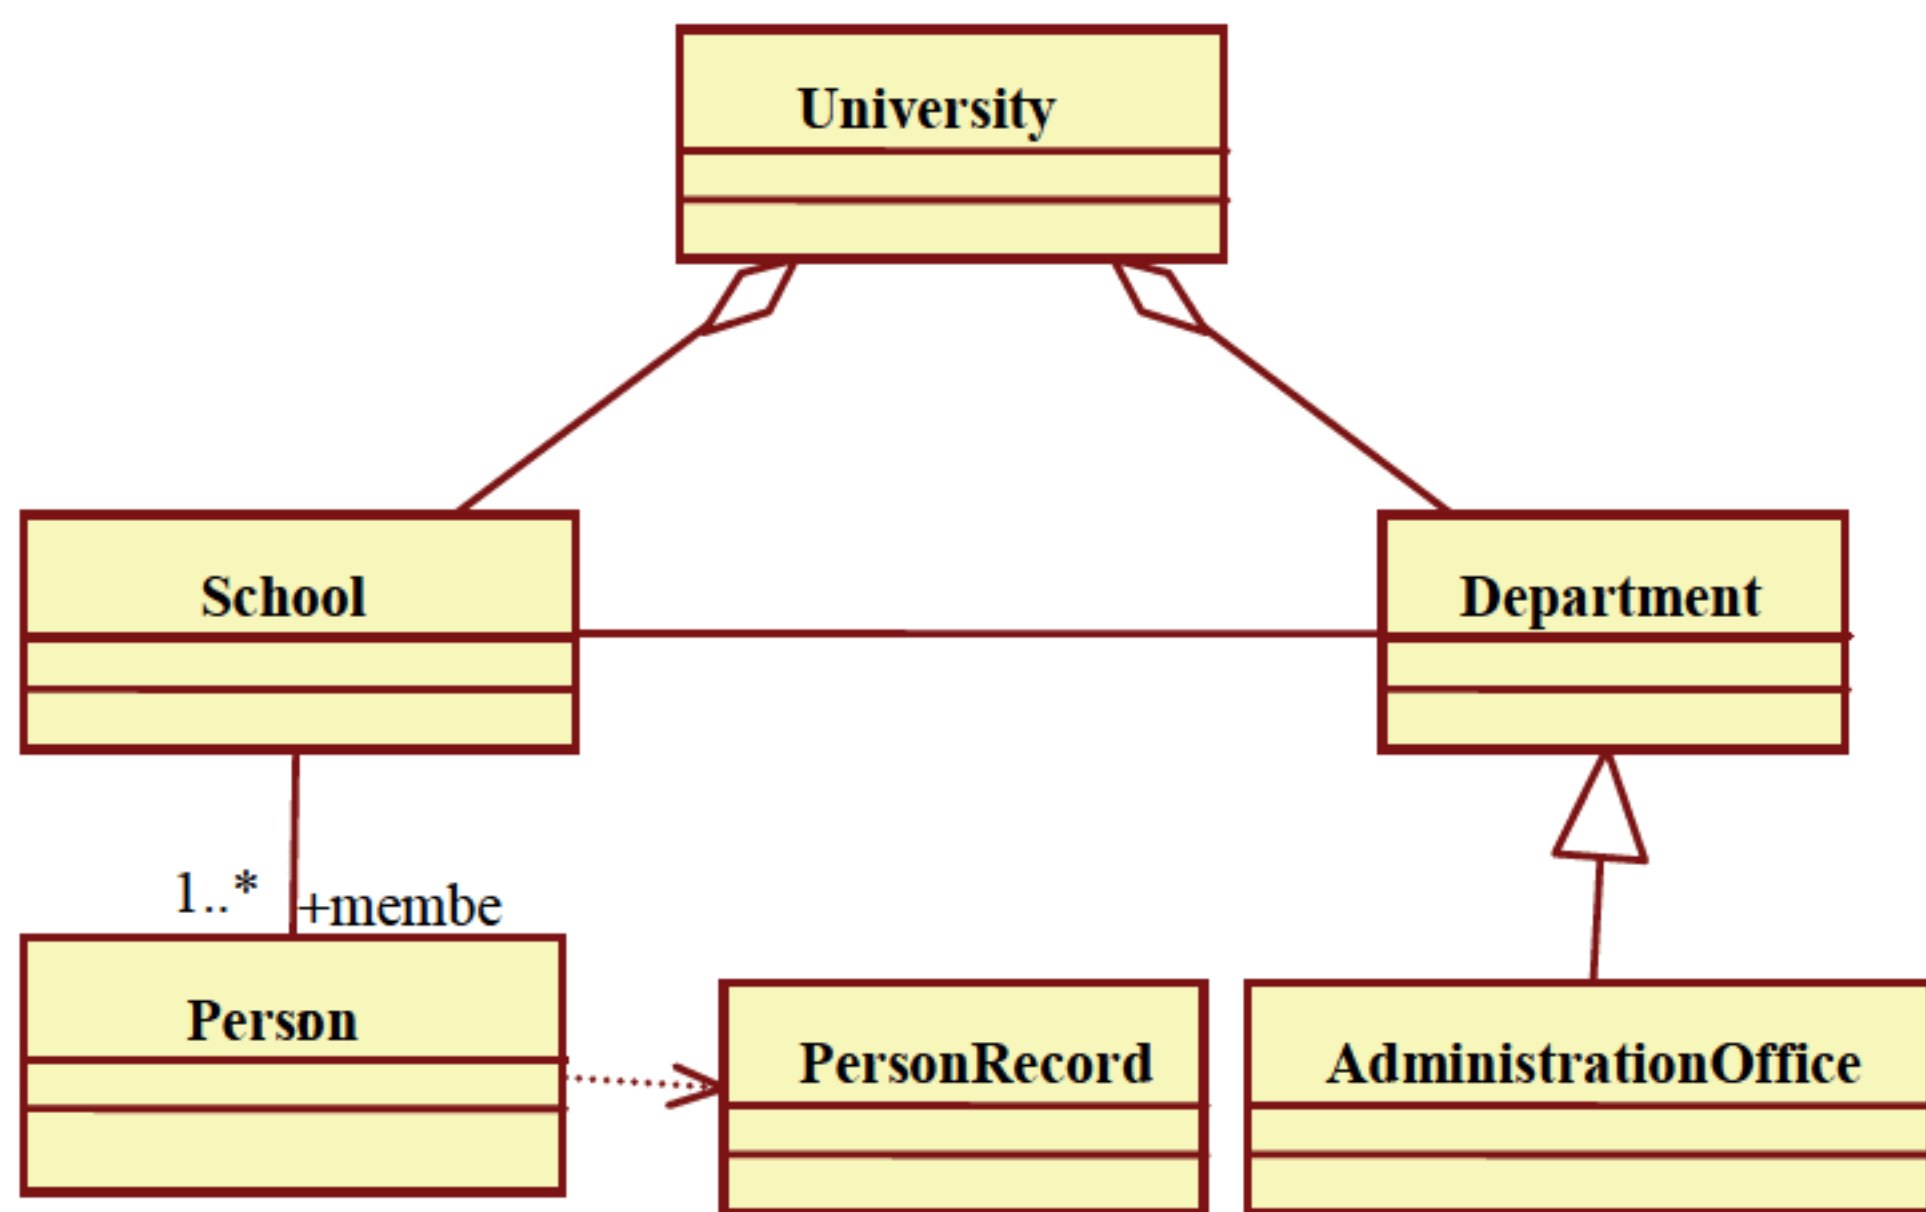 University
School
Department
1..*
+membe
Person
PersonRecord
AdministrationOffice